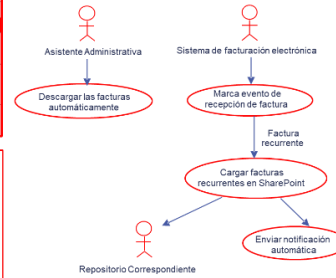 Asistente Administrativa
Sistema de facturación electrónica
Descargar las facturas
automáticamente
Marca evento de
recepción de factura
Factura
recurrente
Cargar facturas
recurrentes en SharePoint
Enviar notificación
automática
Repositorio Correspondiente